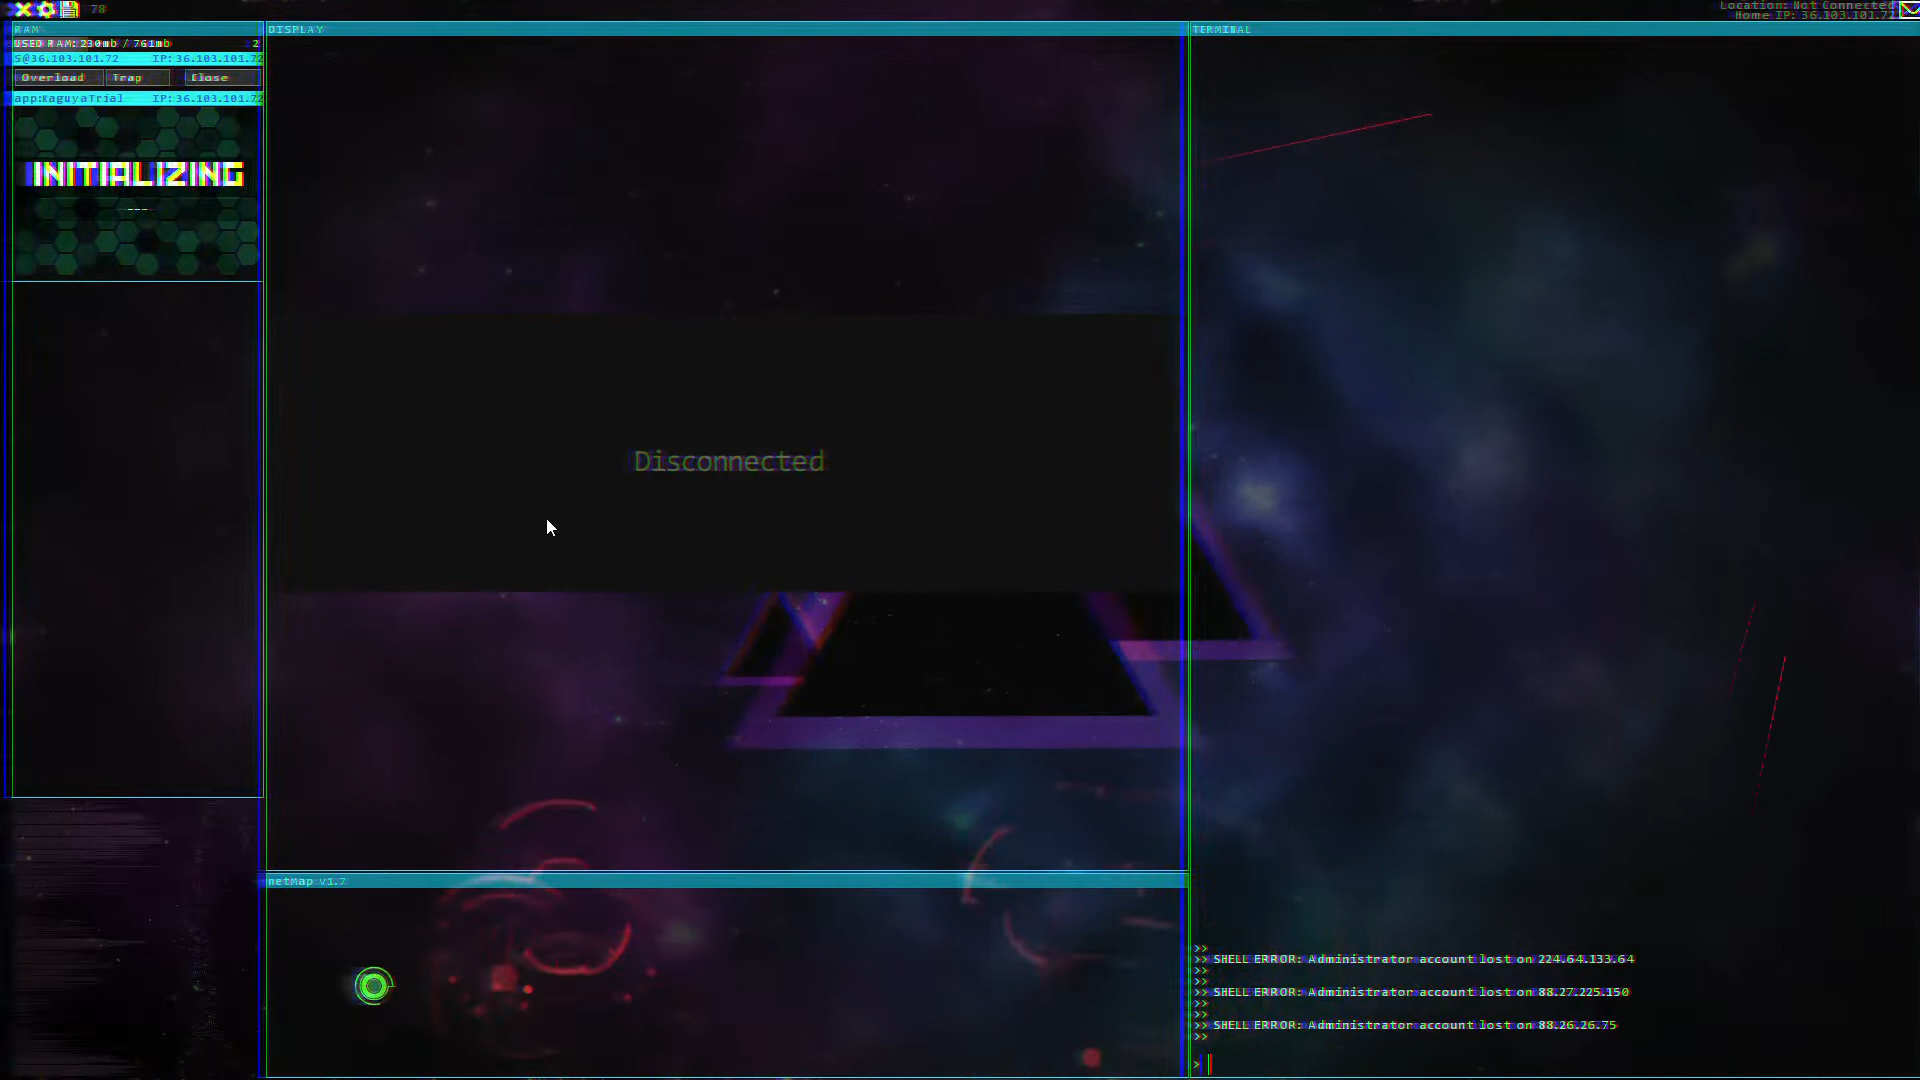 78
Location: Not Connected
Home IP: 36.103.101.72
RAM
USED RAM: 230mb / 761mb 2
S@36.103.101.72 IP:36.103.101.72
Overload Trap Close
app:KaguyaTrial IP:36.103.101.72
INITIALIZING
---
DISPLAY
Disconnected
netMap v1.7
TERMINAL
>>
>> SHELL ERROR: Administrator account lost on 224.64.133.64
>>
>>
>> SHELL ERROR: Administrator account lost on 88.27.225.150
>>
>>
>> SHELL ERROR: Administrator account lost on 88.26.26.75
>>
>